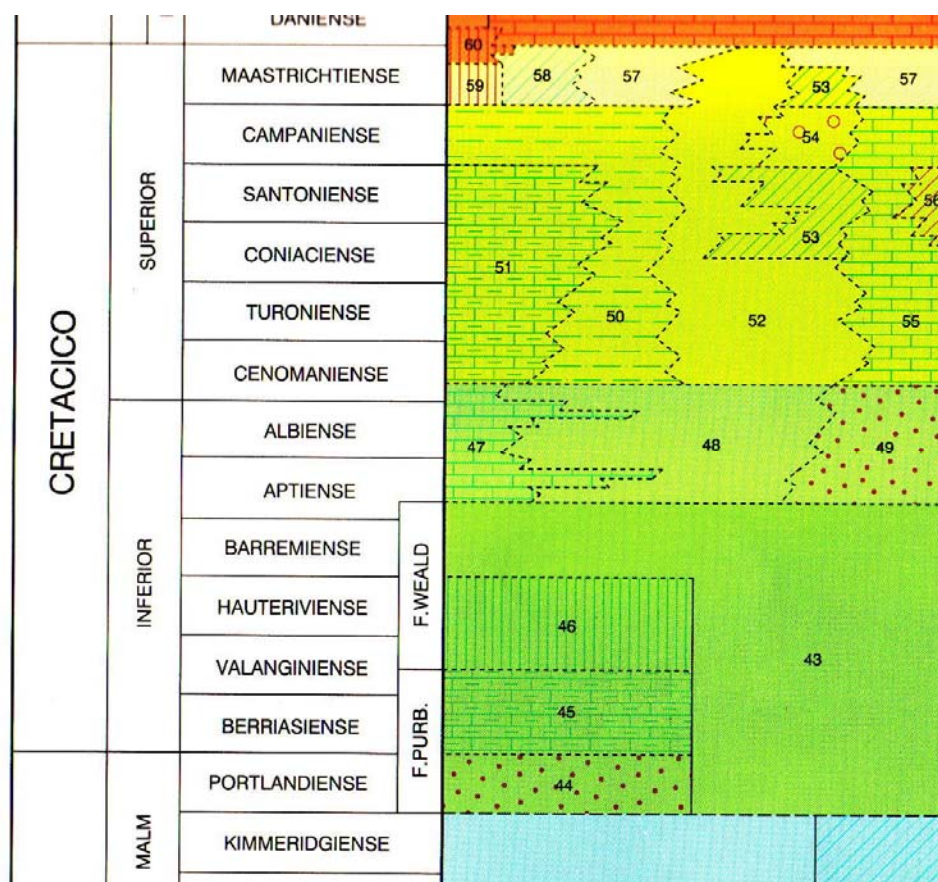 DANIENSE
60
MAASTRICHTIENSE
59
58
57
53
57
CAMPANIENSE
54
SANTONIENSE
56
SUPERIOR
CONIACIENSE
51
53
TURONIENSE
50
52
55
CENOMANIENSE
CRETACICO
ALBIENSE
47
48
49
APTIENSE
INFERIOR
BARREMIENSE
F.WEALD
HAUTERIVIENSE
46
VALANGINIENSE
43
BERRIASIENSE
45
F.PURB.
PORTLANDIENSE
44
MALM
KIMMERIDGIENSE